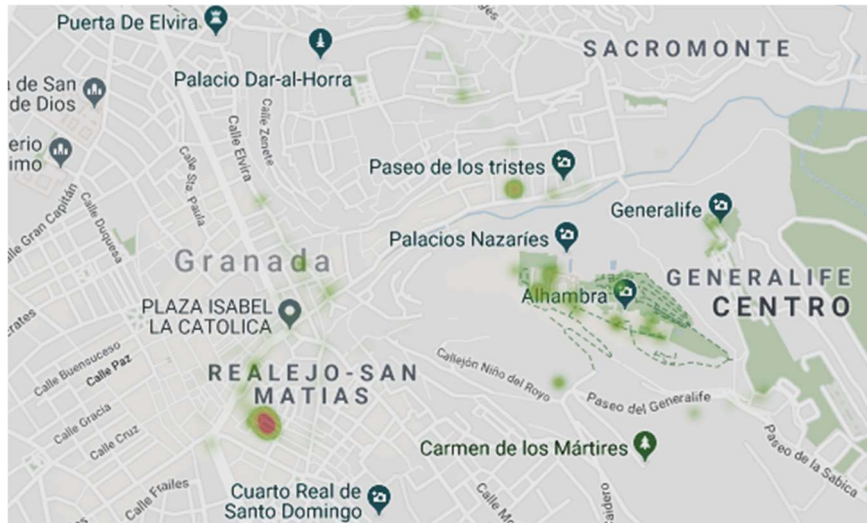 Puerta De Elvira
Palacio Dar-al-Horra
SACROMONTE
a de San
de Dios
erio
imo
Calle Zenete
Calle Elvira
Calle Sta. Paula
Calle Gran Capitán
Calle Duquesa
Paseo de los tristes
Generalife
Palacios Nazaríes
Granada
GENERALIFE
CENTRO
Alhambra
PLAZA ISABEL
LA CATOLICA
Calle Buensuceso
Calle Paz
REALEJO-SAN
MATIAS
Callejón Niño del Royo
Paseo del Generalife
Paseo de la Sabica
Calle Gracia
Calle Cruz
Carmen de los Mártires
Calle Frailes
Cuarto Real de
Santo Domingo